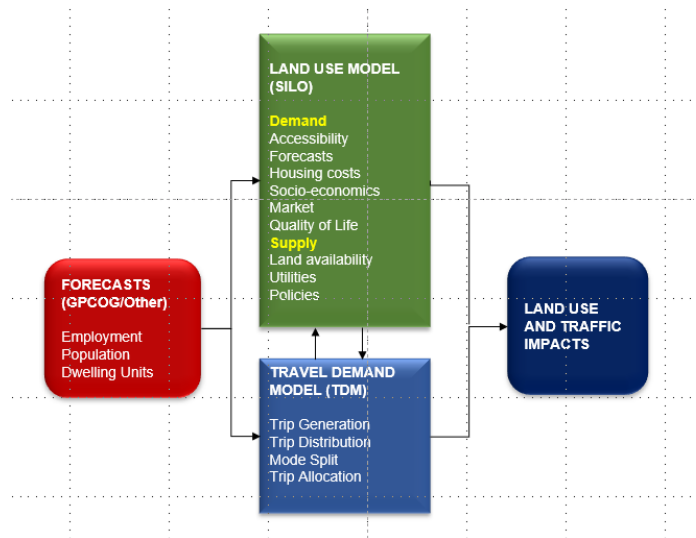 LAND USE MODEL
(SILO)
Demand
Accessibility
Forecasts
Housing costs
Socio-economics
Market
Quality of Life
Supply
Land availability
Utilities
Policies
FORECASTS
(GPCOG/Other)
Employment
Population
Dwelling Units
LAND USE
AND TRAFFIC
IMPACTS
TRAVEL DEMAND
MODEL (TDM)
Trip Generation
Trip Distribution
Mode Split
Trip Allocation